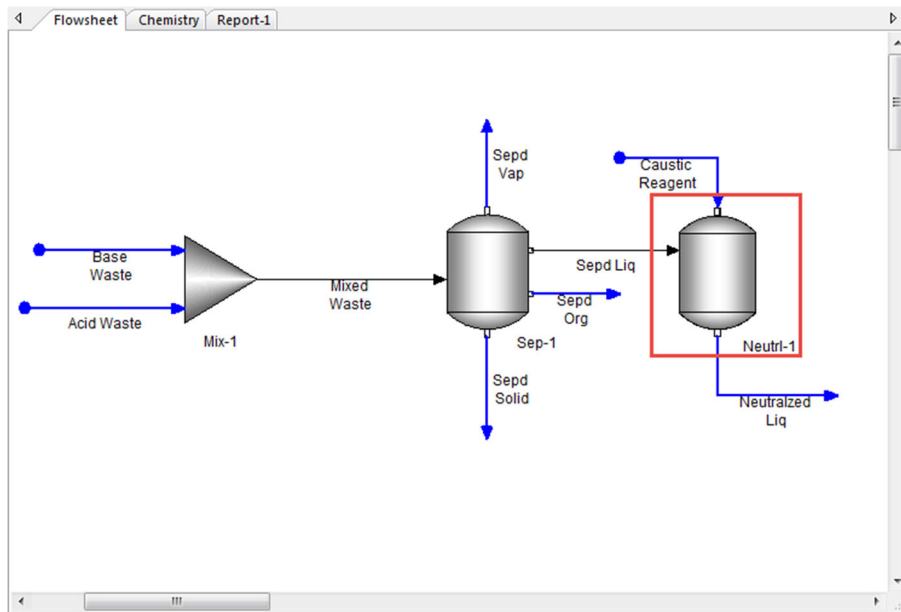 Flowsheet
Chemistry
Report-1
Sepd
Vap
Caustic
Reagent
Base
Waste
Mixed
Waste
Sepd Liq
Sepd
Org
Acid Waste
Mix-1
Sep-1
Neutrl-1
Sepd
Solid
Neutralzed
Liq